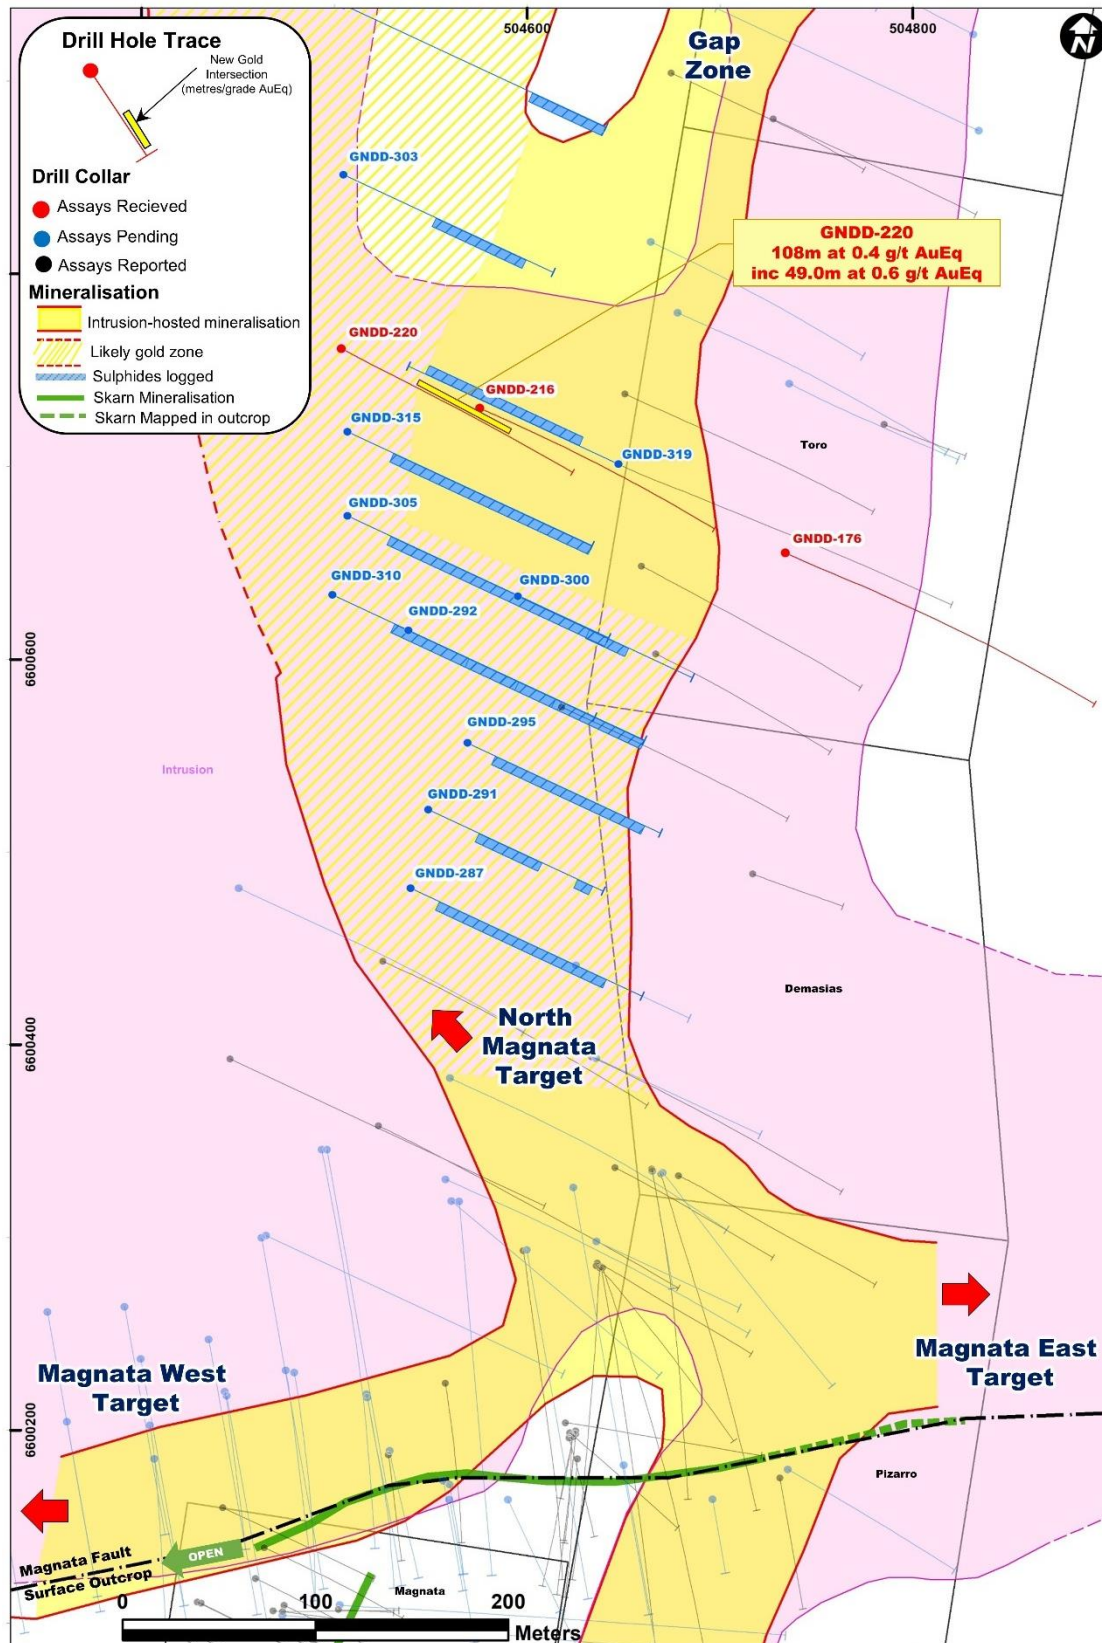 504600
504800
Gap
Zone
N
Drill Hole Trace
New Gold
Intersection
(metres/grade AuEq)
Drill Collar
Assays Recieved
Assays Pending
Assays Reported
Mineralisation
Intrusion-hosted mineralisation
Likely gold zone
Sulphides logged
Skarn Mineralisation
Skarn Mapped in outcrop
GNDD-303
GNDD-220
108m at 0.4 g/t AuEq
inc 49.0m at 0.6 g/t AuEq
GNDD-220
GNDD-216
GNDD-315
GNDD-319
Toro
GNDD-305
GNDD-176
GNDD-310
GNDD-300
GNDD-292
6600600
GNDD-295
Intrusion
GNDD-291
GNDD-287
Demasias
North
Magnata
Target
6600400
Magnata West
Target
Magnata East
Target
6600200
Pizarro
OPEN
Magnata Fault
Surface Outcrop
Magnata
0
100
200
Meters